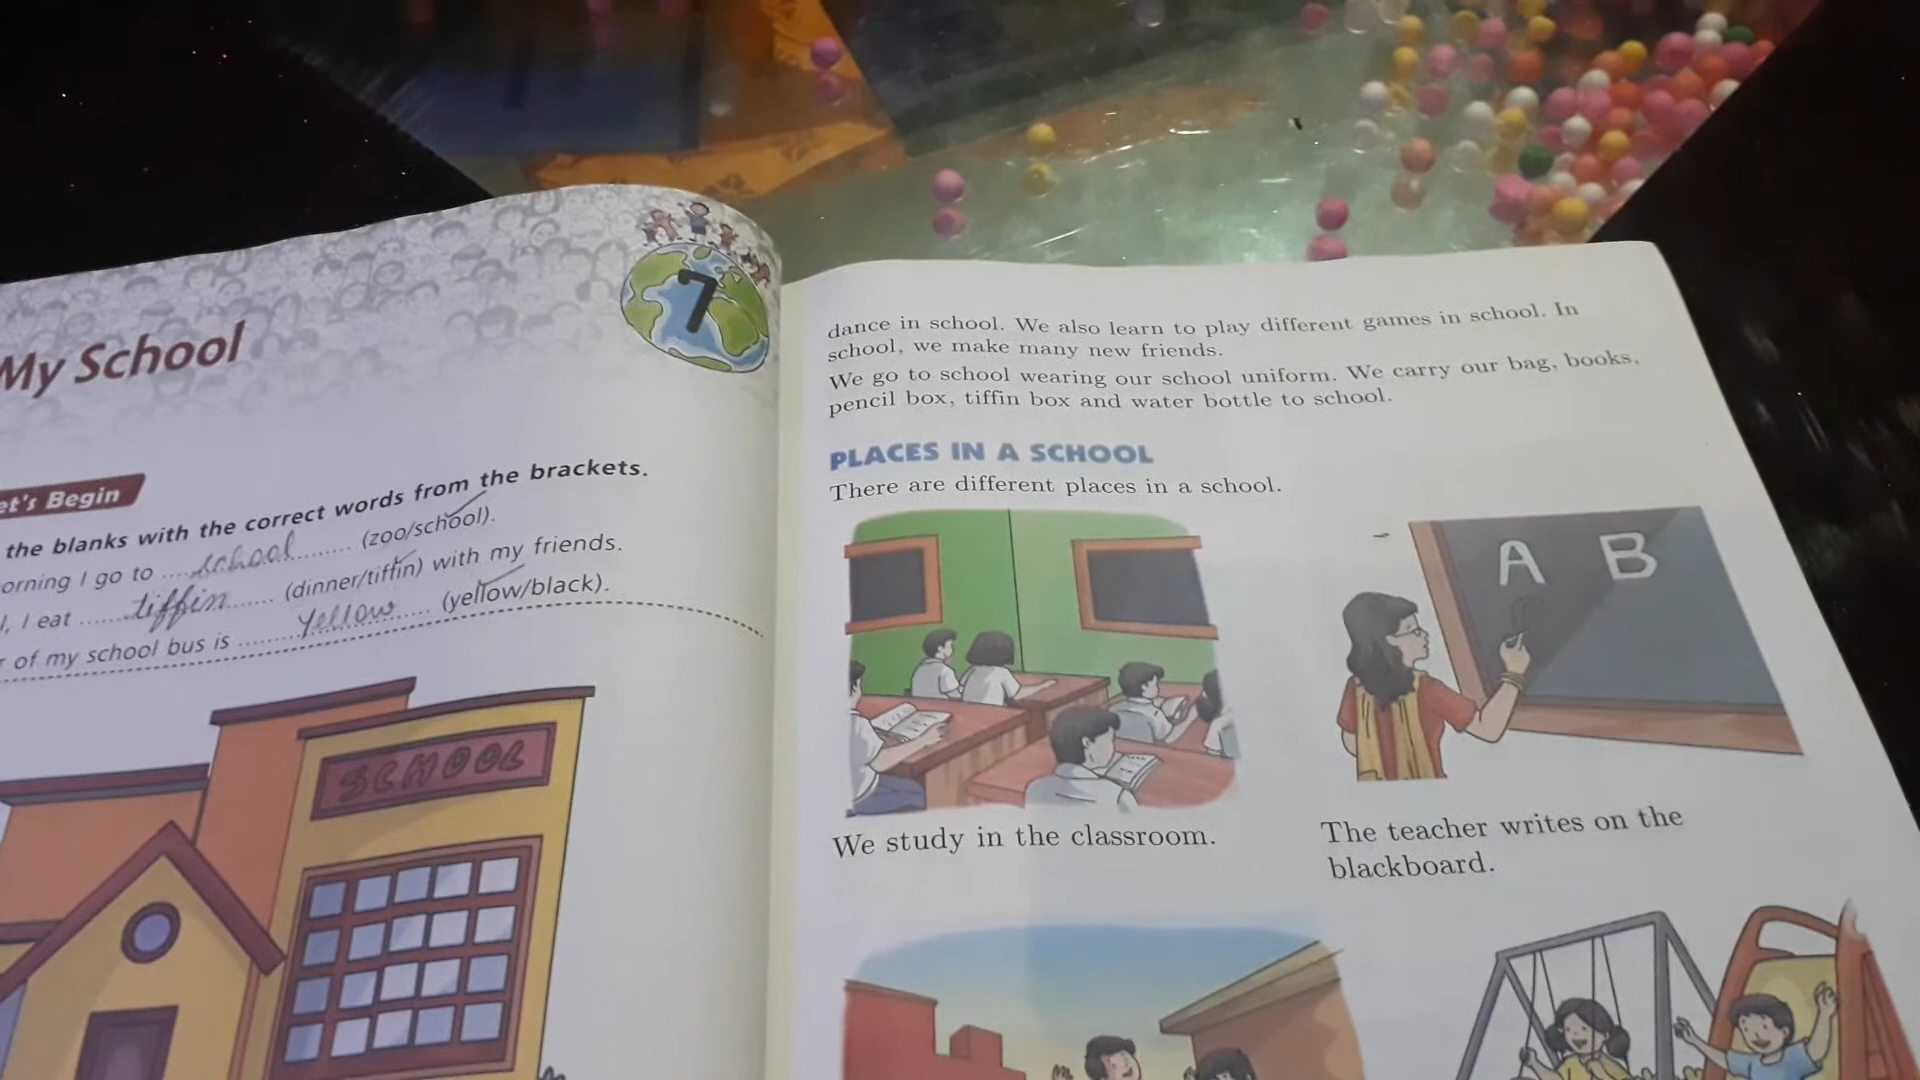 7
My School
et's Begin
the blanks with the correct words from the brackets.
orning I go to ....school........ (zoo/school).
l, I eat ........tiffin....... (dinner/tiffin) with my friends.
r of my school bus is .........yellow.... (yellow/black).
SCHOOL
dance in school. We also learn to play different games in school. In
school, we make many new friends.
We go to school wearing our school uniform. We carry our bag, books,
pencil box, tiffin box and water bottle to school.
PLACES IN A SCHOOL
There are different places in a school.
A B
We study in the classroom.
The teacher writes on the
blackboard.